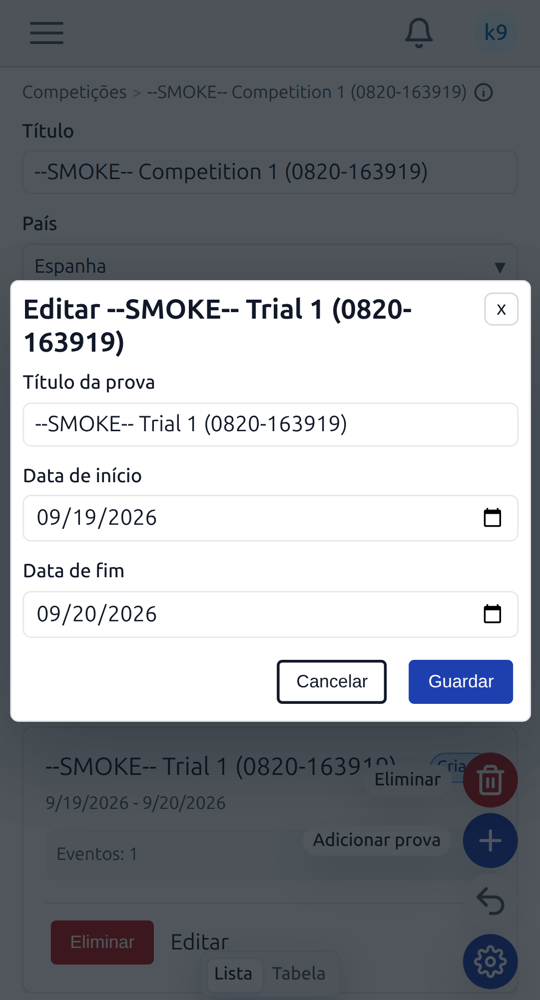 k9
Competições > --SMOKE-- Competition 1 (0820-163919)
Título
--SMOKE-- Competition 1 (0820-163919)
País
Espanha
Editar --SMOKE-- Trial 1 (0820-
163919)
x
Título da prova
--SMOKE-- Trial 1 (0820-163919)
Data de início
09/19/2026
Data de fim
09/20/2026
Cancelar
Guardar
--SMOKE-- Trial 1 (0820-163919)
Cria
Eliminar
9/19/2026 - 9/20/2026
Adicionar prova
Eventos: 1
Eliminar
Editar
Lista
Tabela